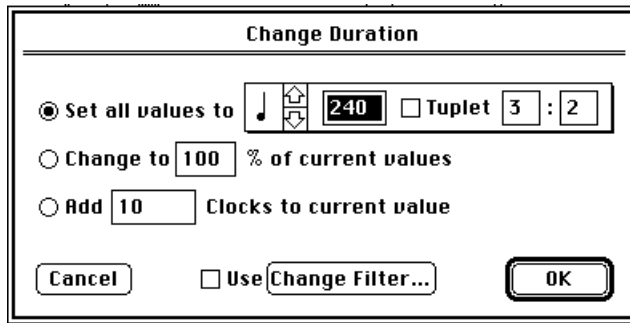 Change Duration
Set all values to 240 Tuplet 3 : 2
Change to 100 % of current values
Add 10 Clocks to current value
Cancel Use Change Filter... OK